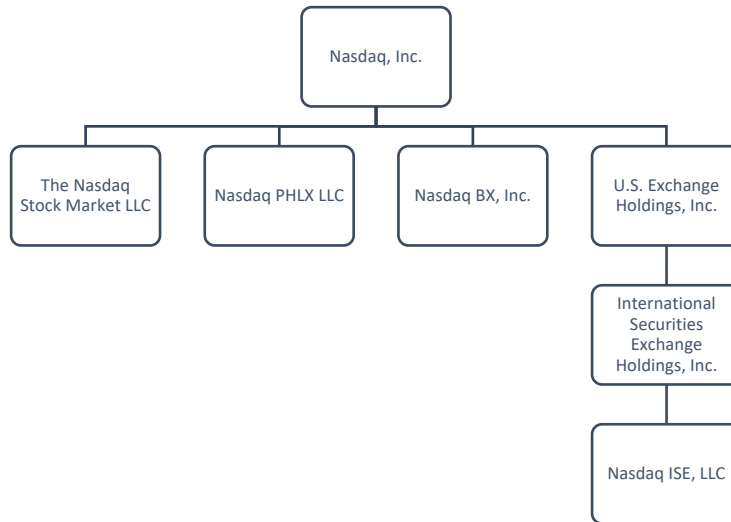 Nasdaq, Inc.
The Nasdaq
Stock Market LLC
Nasdaq PHLX LLC
Nasdaq BX, Inc.
U.S. Exchange
Holdings, Inc.
International
Securities
Exchange
Holdings, Inc.
Nasdaq ISE, LLC